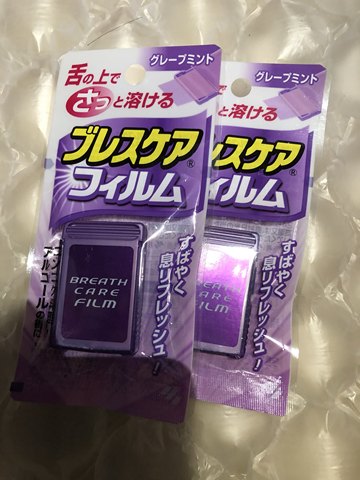 グレープミント
舌の上で
さっと溶ける
ブレスケア®
フィルム
BREATH
CARE
FILM
すばやく
息リフレッシュ!
グレープミント
と溶ける
レスケア®
ィルム
BREATH
CARE
FILM
すばやく
息リフレッシュ!